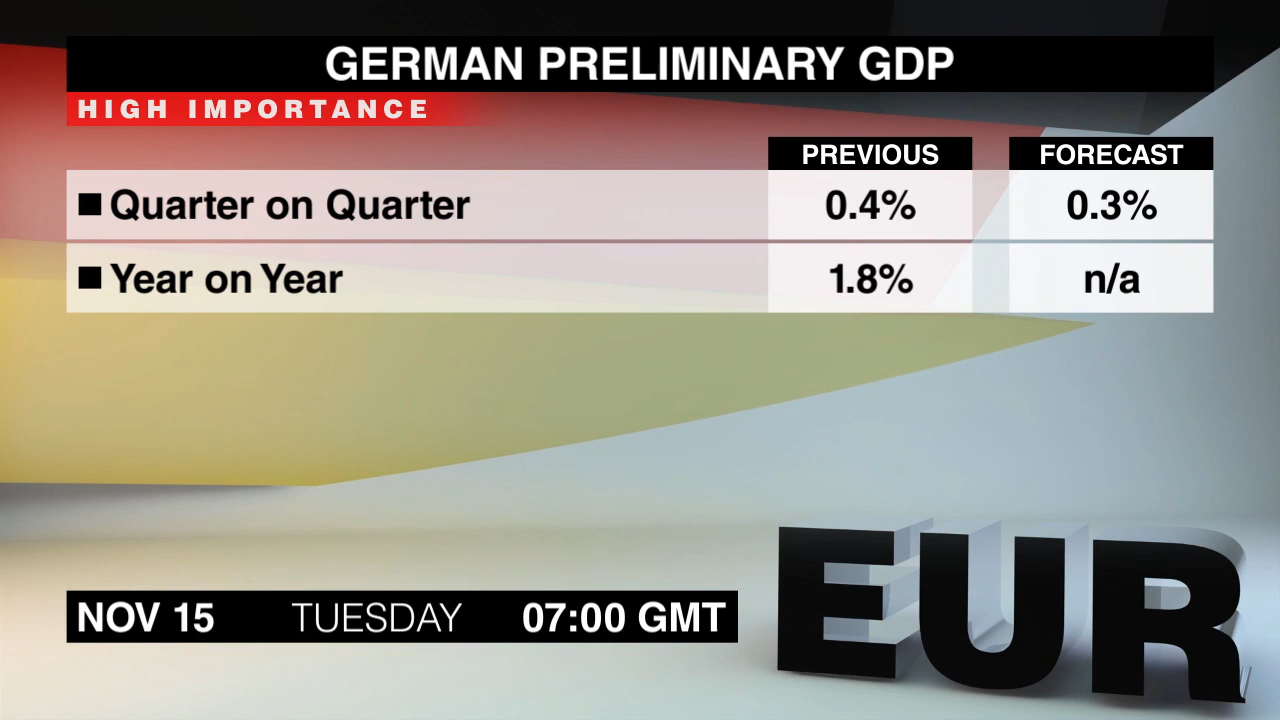 GERMAN PRELIMINARY GDP
HIGH IMPORTANCE
PREVIOUS FORECAST
Quarter on Quarter 0.4% 0.3%
Year on Year 1.8% n/a
NOV 15 TUESDAY 07:00 GMT
EUR